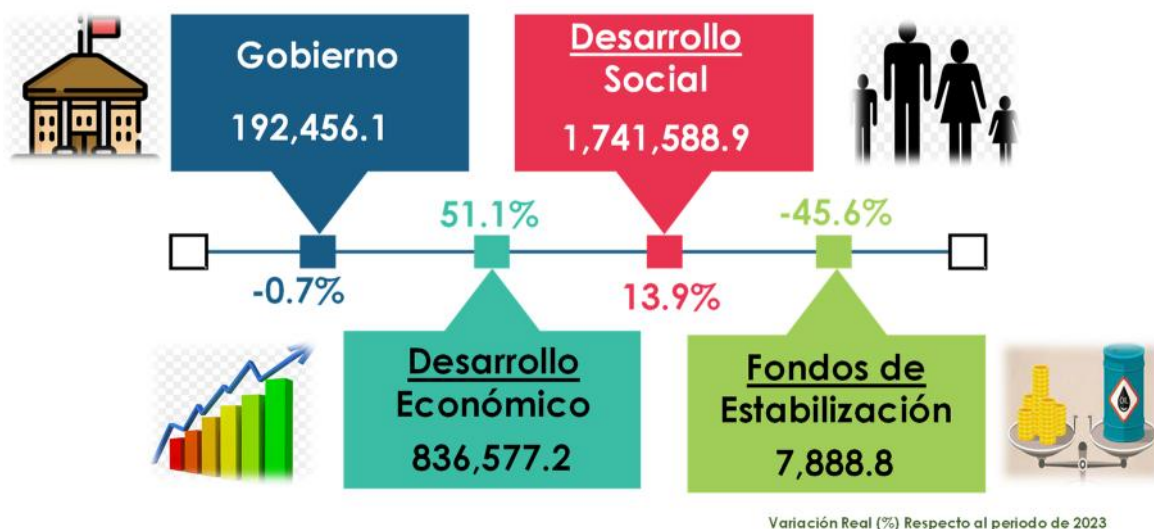 Gobierno
192,456.1
Desarrollo
Social
1,741,588.9
51.1%
-45.6%
-0.7%
13.9%
Desarrollo
Económico
836,577.2
Fondos de
Estabilización
7,888.8
OIL
Variación Real (%) Respecto al periodo de 2023